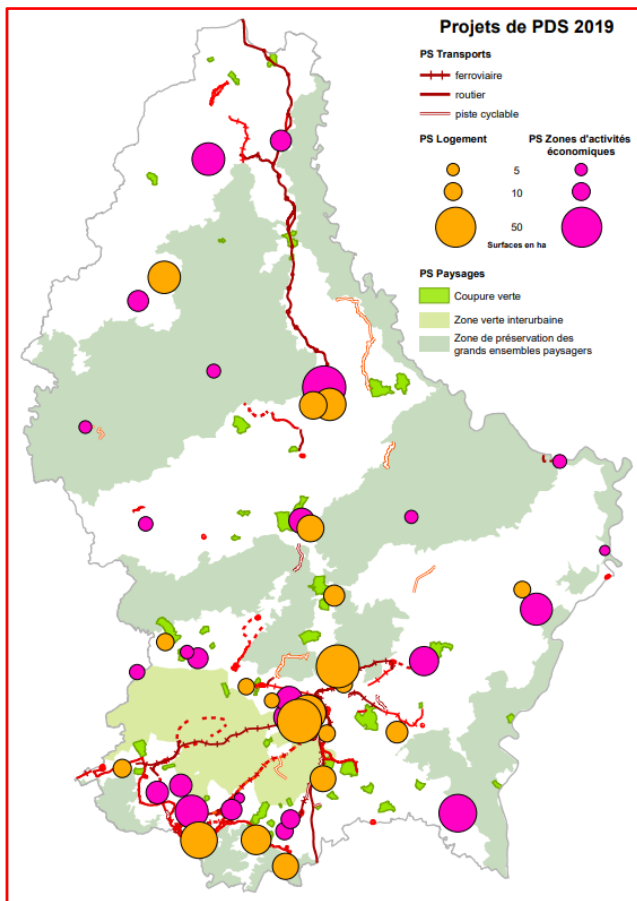 Projets de PDS 2019
PS Transports
ferroviaire
routier
piste cyclable
PS Logement
PS Zones d'activités
économiques
5
10
50
Surfaces en ha
PS Paysages
Coupure verte
Zone verte interurbaine
Zone de préservation des
grands ensembles paysagers